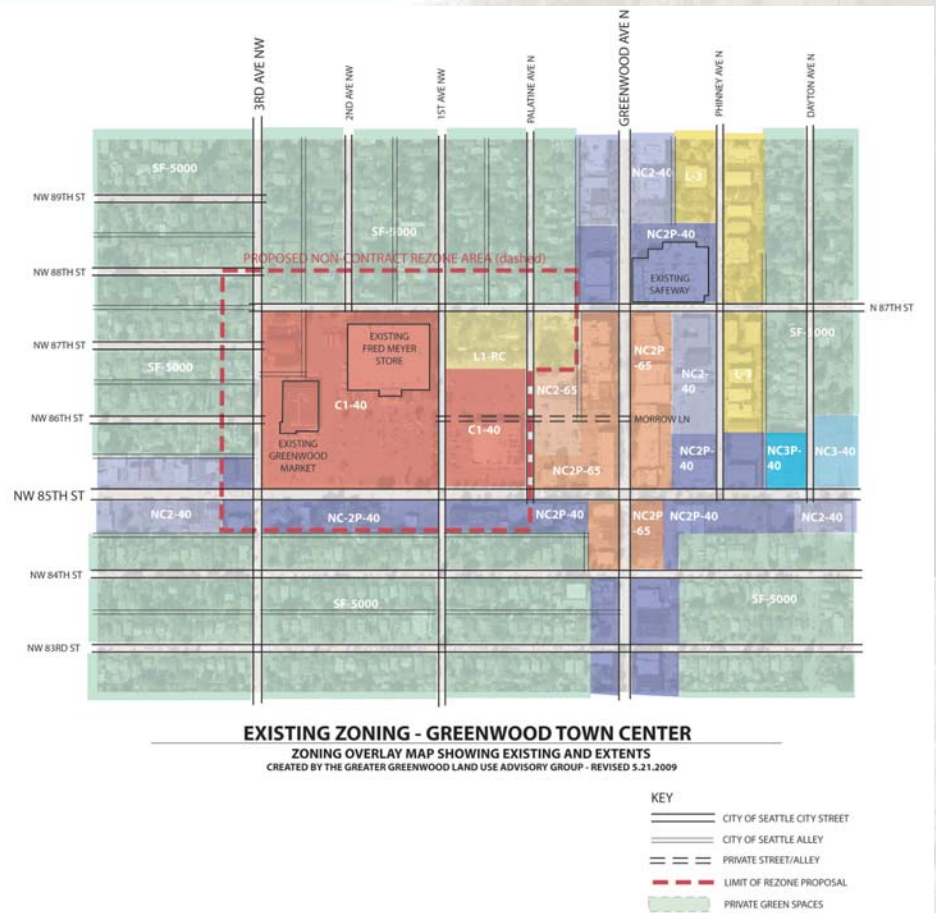 3RD AVE NW
2ND AVE NW
1ST AVE NW
PALATINE AVE N
GREENWOOD AVE N
PHINNEY AVE N
DAYTON AVE N
SF-5000
NC2-40
L-3
NW 89TH ST
SF-5000
NC2P-40
PROPOSED NON-CONTRACT REZONE AREA (dashed)
NW 88TH ST
EXISTING
SAFEWAY
N 87TH ST
SF-5000
EXISTING
FRED MEYER
STORE
NW 87TH ST
L1-RC
NC2P
-65
NC2-
40
L-3
SF-5000
NC2-65
C1-40
NW 86TH ST
C1-40
MORROW LN
EXISTING
GREENWOOD
MARKET
NC2P-
40
NC3P-
40
NC3-40
NC2P-65
NW 85TH ST
NC2-40
NC-2P-40
NC2P-40
NC2P
-65
NC2P-40
NC2-40
NW 84TH ST
SF-5000
SF-5000
NW 83RD ST
EXISTING ZONING - GREENWOOD TOWN CENTER
ZONING OVERLAY MAP SHOWING EXISTING AND EXTENTS
CREATED BY THE GREATER GREENWOOD LAND USE ADVISORY GROUP - REVISED 5.21.2009
KEY
CITY OF SEATTLE CITY STREET
CITY OF SEATTLE ALLEY
PRIVATE STREET/ALLEY
LIMIT OF REZONE PROPOSAL
PRIVATE GREEN SPACES